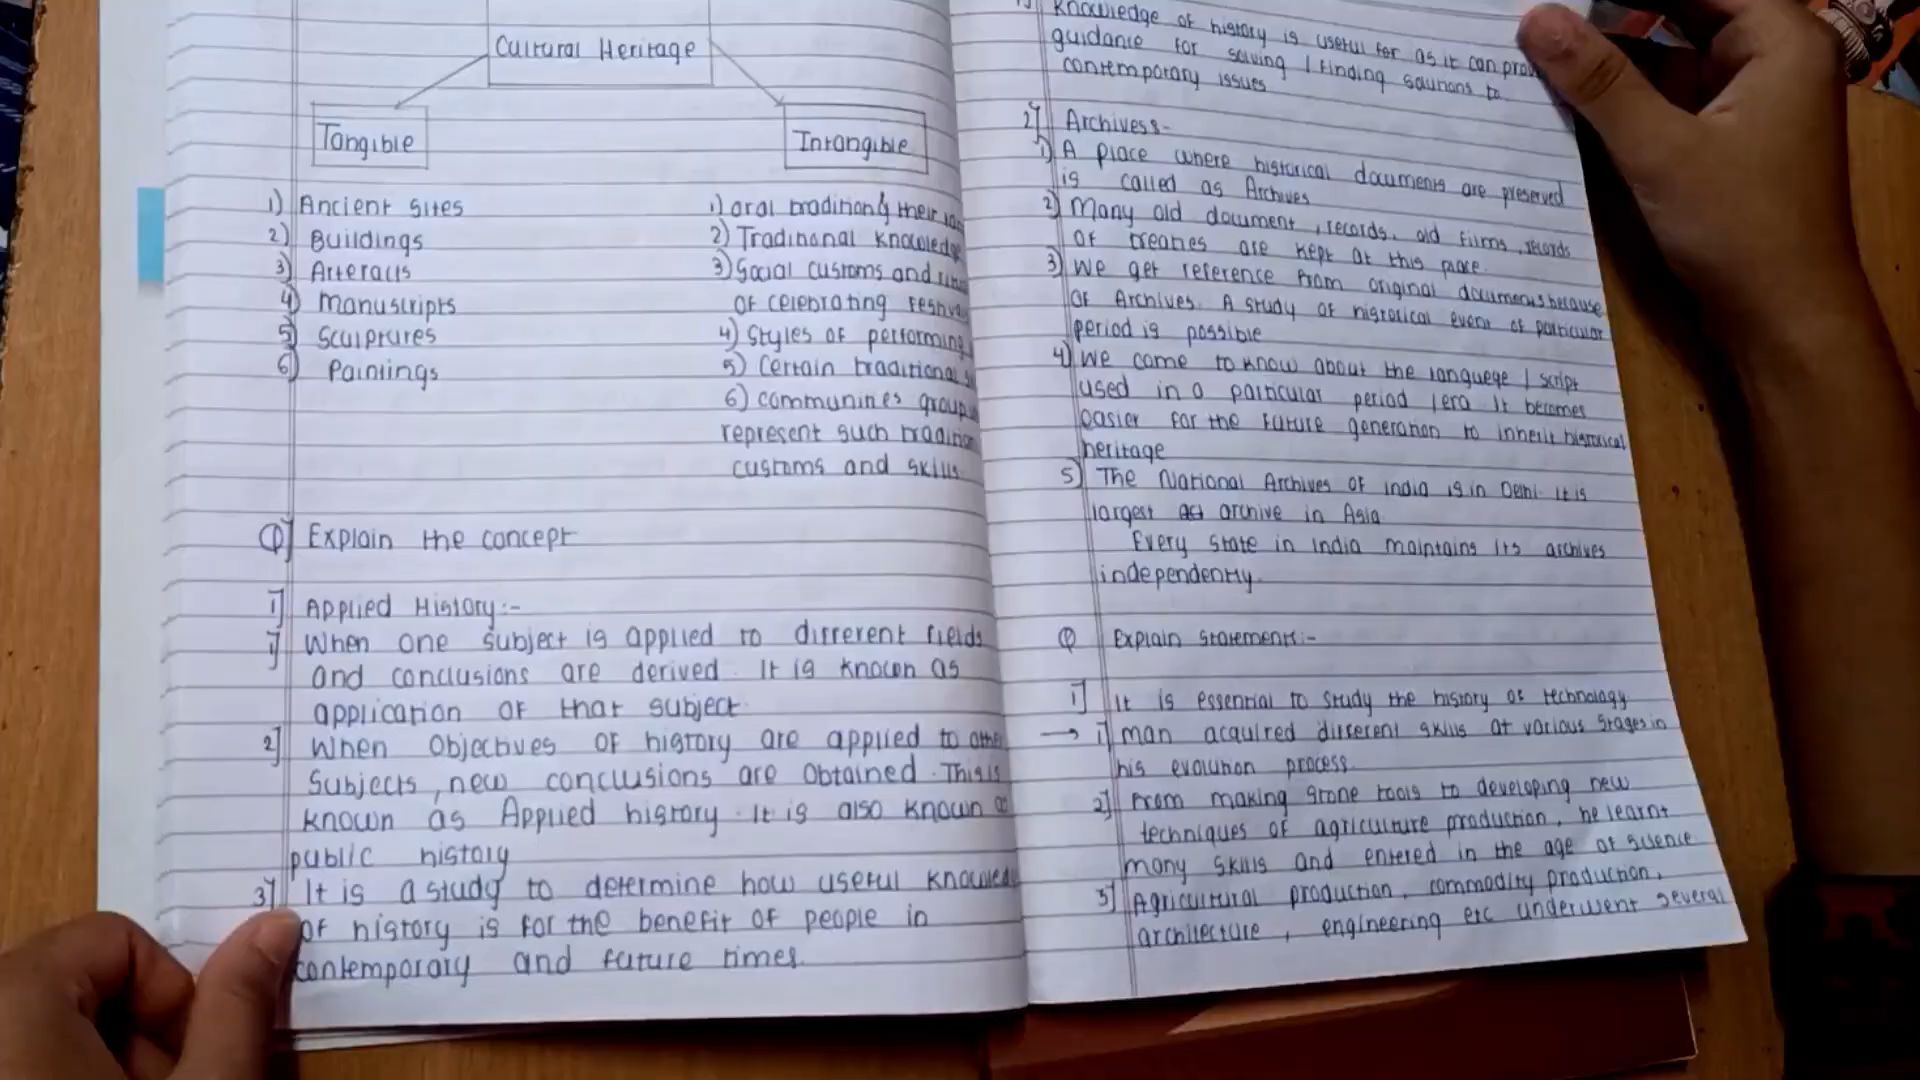 Cultural Heritage
Tangible
Intangible
1) Ancient sites
2) Buildings
3) Artefacts
4) Manuscripts
5) Sculptures
6) Paintings
1) oral tradition & their
2) Traditional knowledge
3) Social customs and
of celebrating
4) Styles of performing
5) Certain traditional
6) communities group
represent such tradition
customs and skills
Q] Explain the concept
1] Applied History:-
1] When one subject is applied to different fields
and conclusions are derived. It is known as
application of that subject.
2] When Objectives of history are applied to other
subjects, new conclusions are obtained. This is
known as Applied history. It is also known as
public history
3] It is a study to determine how useful
of history is for the benefit of people in
contemporary and future times.
knowledge of history is useful for as it can
guidance for solving / finding to
contemporary issues
2] Archives:-
1) A place where historical documents are preserved
is called as Archives
2) Many old document, records, old films, records
of treaties are kept at this place.
3) We get reference from original documents because
of Archives. A study of historical event of particular
period is possible
4) We come to know about the language / script
used in a particular period / era It becomes
easier for the future generation to inherit historical
heritage
5) The National Archives of India is in Delhi. It is
largest archive in Asia
Every state in India maintains its archives
independently.
Q Explain Statements:-
1] It is essential to study the history of technology
→ 1] man acquired different skills at various stages in
his evolution process.
2] From making stone tools to developing new
techniques of agriculture production, he learnt
many skills and entered in the age of science
3] Agricultural production, commodity production,
architecture, engineering etc underwent several